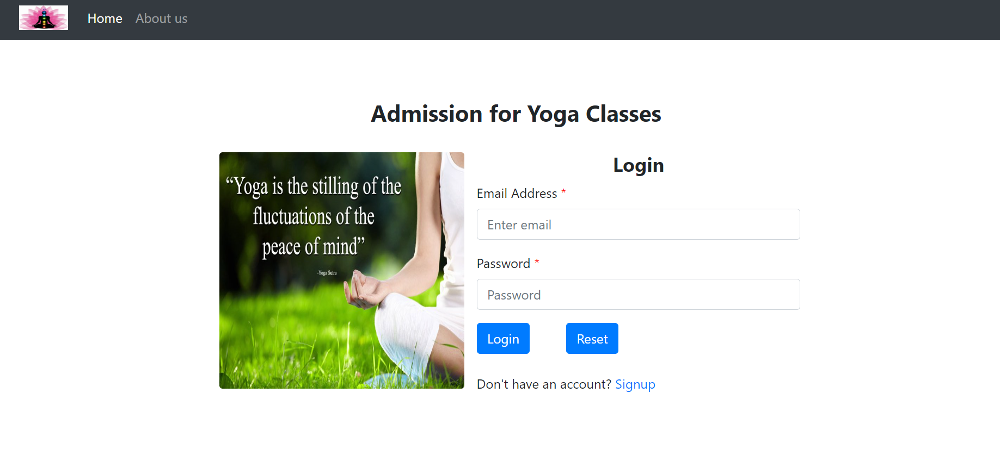 Home About us
Admission for Yoga Classes
“Yoga is the stilling of the
fluctuations of the
peace of mind”
-Yoga Sutra
Login
Email Address *
Enter email
Password *
Password
Login Reset
Don't have an account? Signup